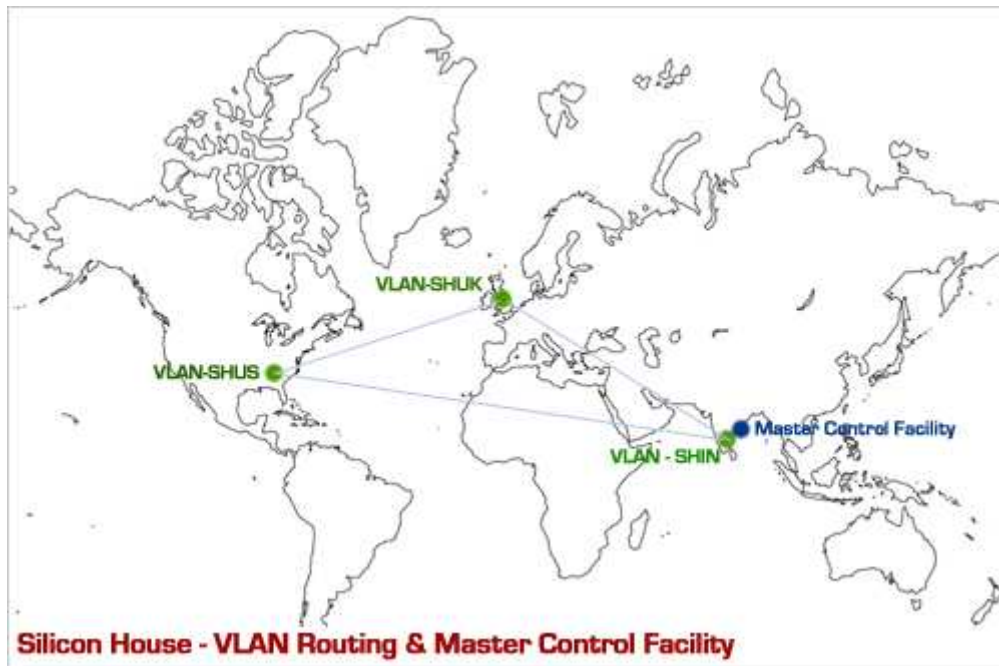 VLAN-SHUK
VLAN-SHUS
Master Control Facility
VLAN - SHIN
Silicon House - VLAN Routing & Master Control Facility